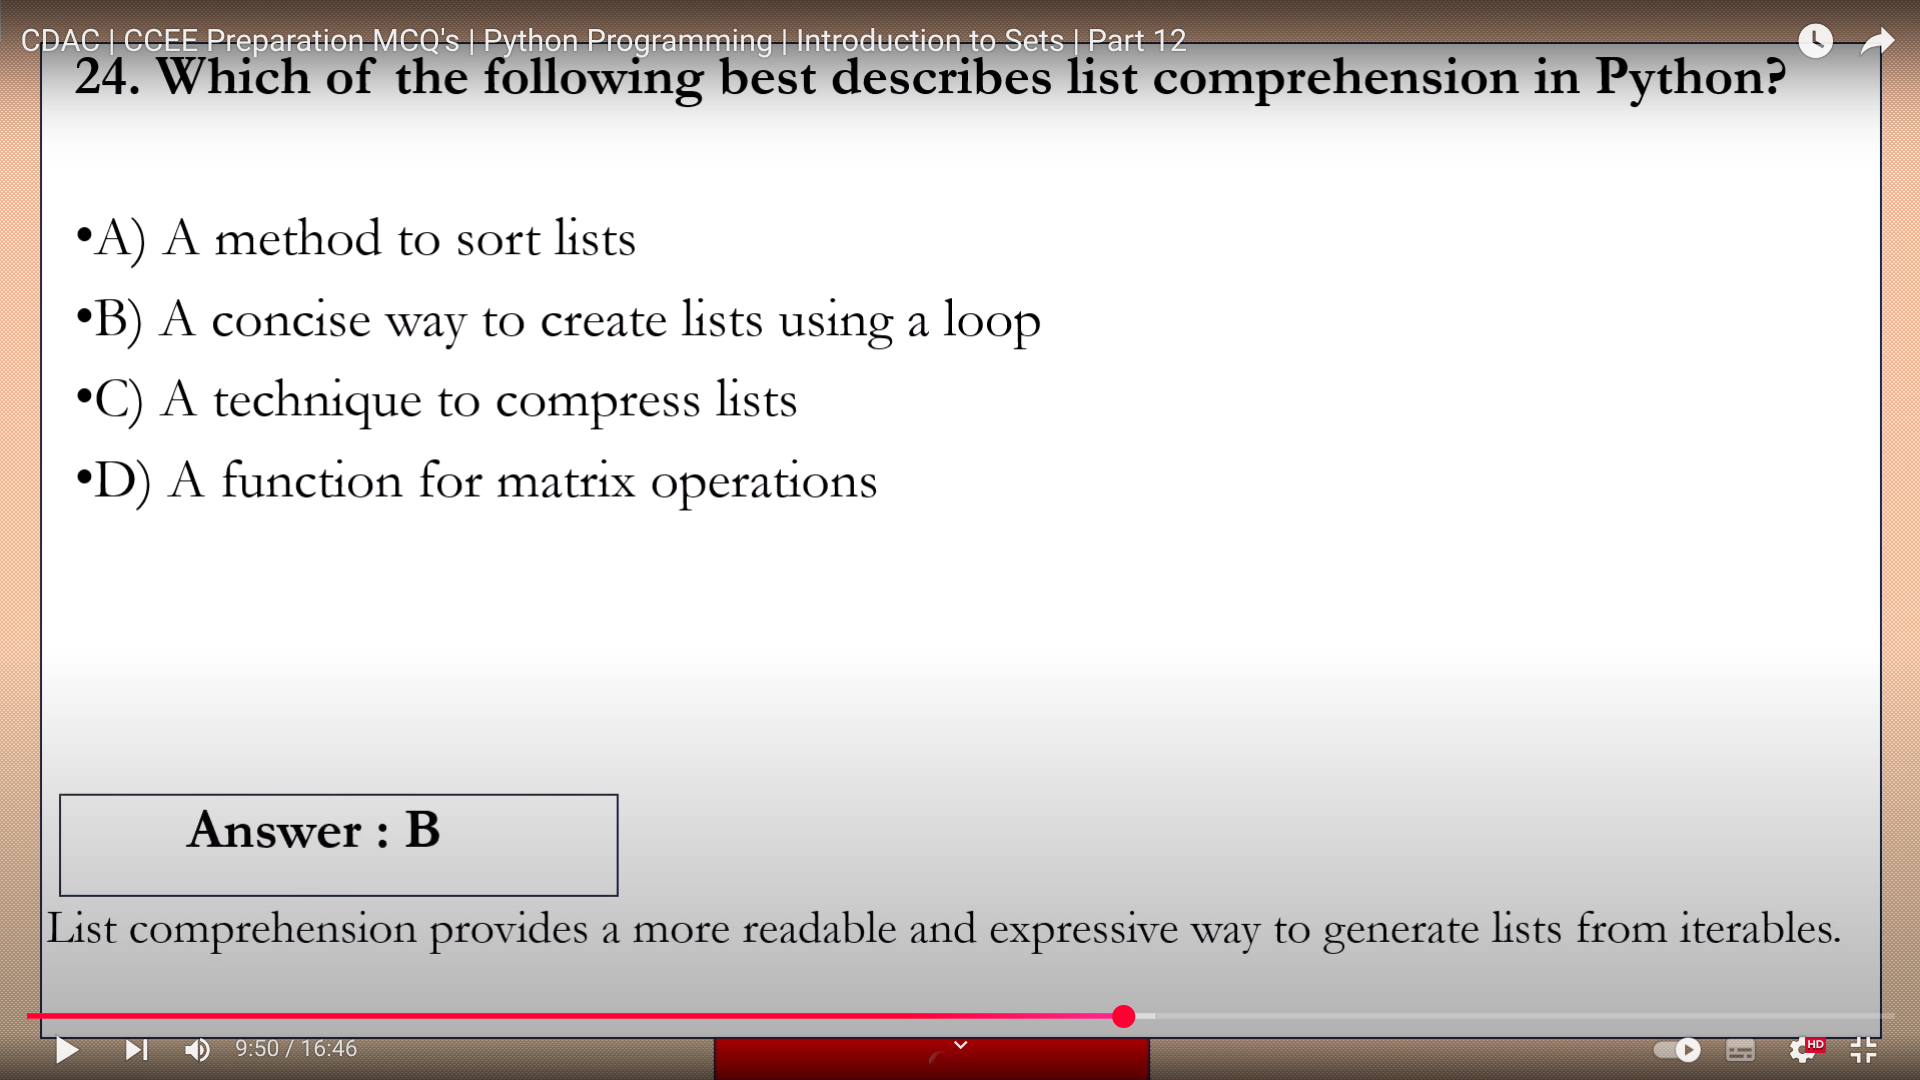 CDAC | CCEE Preparation MCQ's | Python Programming | Introduction to Sets | Part 12
24. Which of the following best describes list comprehension in Python?
•A) A method to sort lists
•B) A concise way to create lists using a loop
•C) A technique to compress lists
•D) A function for matrix operations
Answer : B
List comprehension provides a more readable and expressive way to generate lists from iterables.
9:50 / 16:46
HD